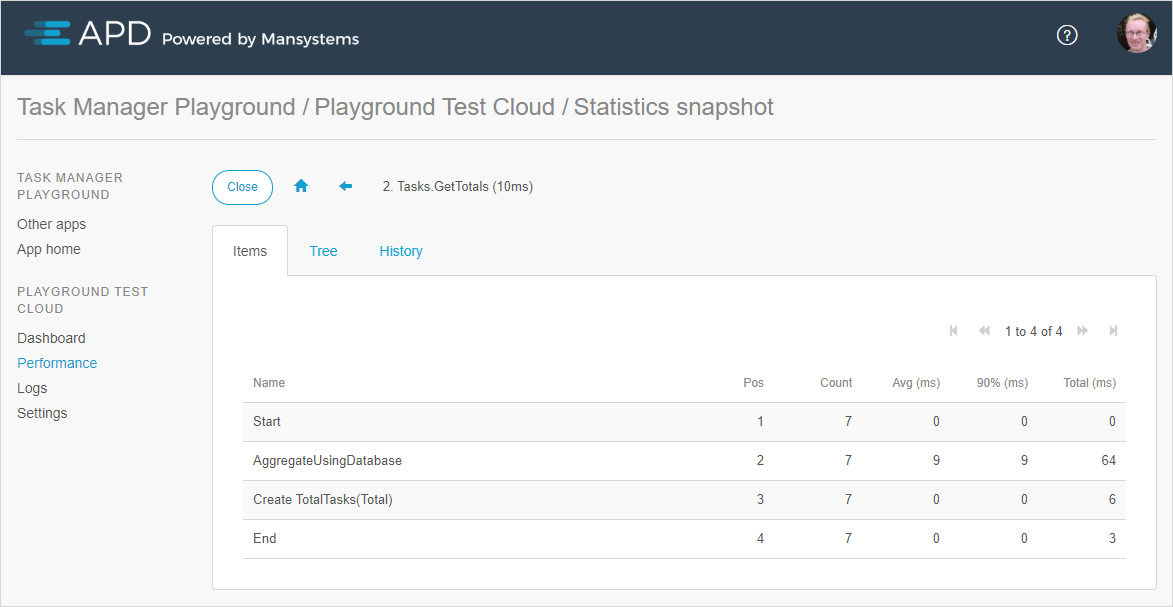 APD Powered by Mansystems
?
Task Manager Playground / Playground Test Cloud / Statistics snapshot
TASK MANAGER
PLAYGROUND
Other apps
App home
PLAYGROUND TEST
CLOUD
Dashboard
Performance
Logs
Settings
Close 2. Tasks.GetTotals (10ms)
Items Tree History
1 to 4 of 4
Name Pos Count Avg (ms) 90% (ms) Total (ms)
Start 1 7 0 0 0
AggregateUsingDatabase 2 7 9 9 64
Create TotalTasks(Total) 3 7 0 0 6
End 4 7 0 0 3